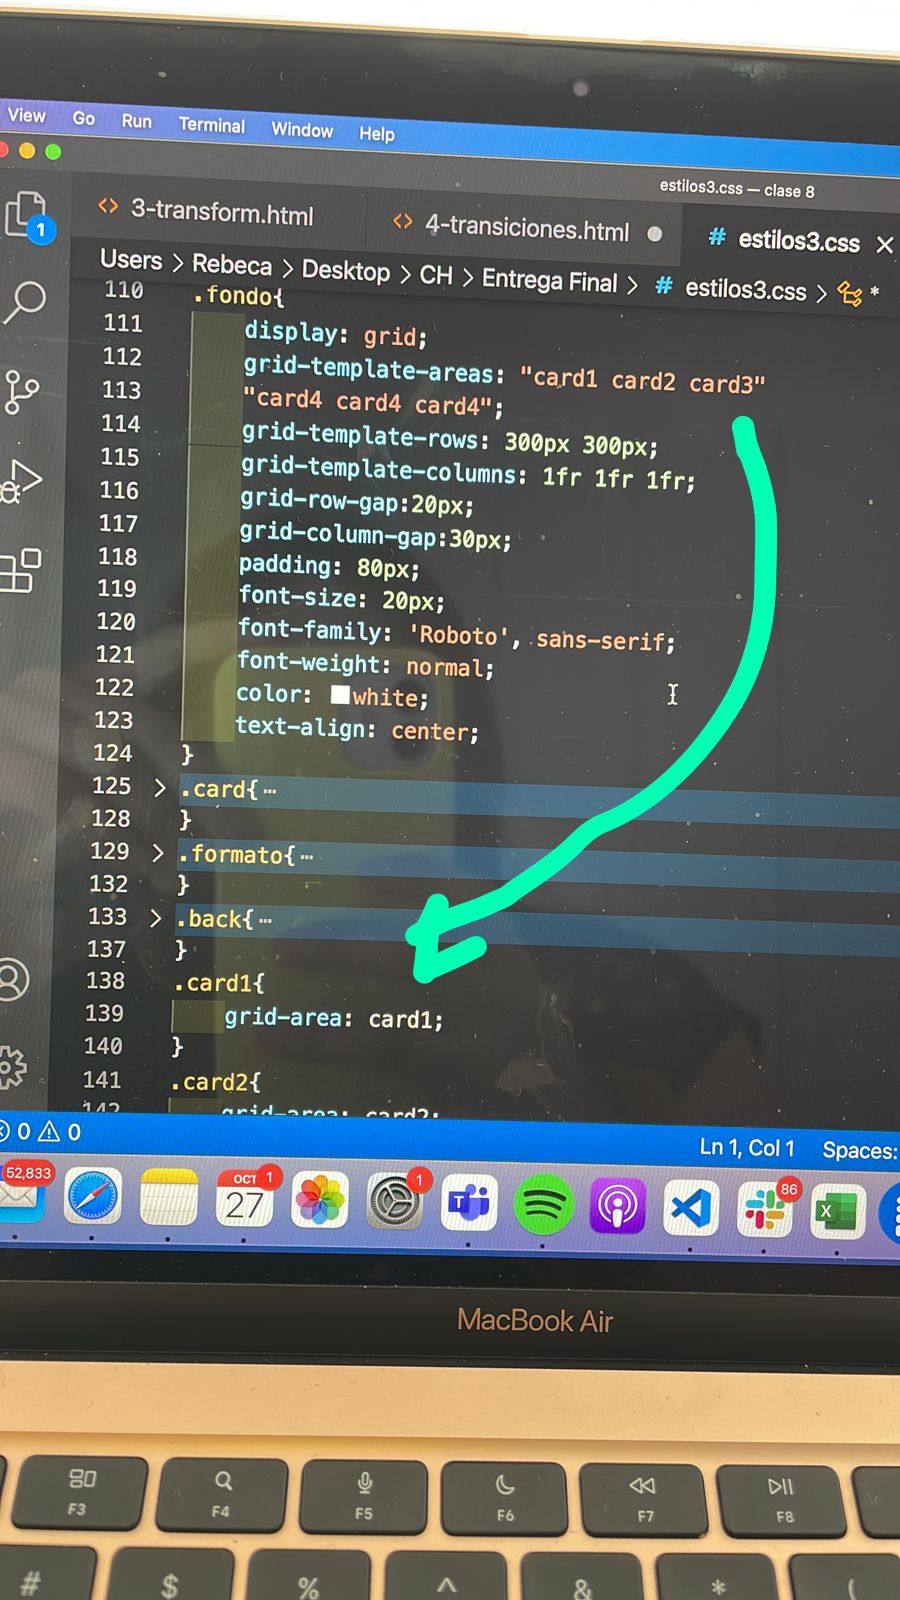 View Go Run Terminal Window Help
estilos3.css — clase 8
1
<> 3-transform.html <> 4-transiciones.html # estilos3.css
Users > Rebeca > Desktop > CH > Entrega Final > # estilos3.css > *
110 .fondo{
111 display: grid;
112 grid-template-areas: "card1 card2 card3"
113 "card4 card4 card4";
114 grid-template-rows: 300px 300px;
115 grid-template-columns: 1fr 1fr 1fr;
116 grid-row-gap:20px;
117 grid-column-gap:30px;
118 padding: 80px;
119 font-size: 20px;
120 font-family: 'Roboto', sans-serif;
121 font-weight: normal;
122 color: white;
123 text-align: center;
124 }
125 > .card{…
128 }
129 > .formato{…
132 }
133 > .back{…
137 }
138 .card1{
139 grid-area: card1;
140 }
141 .card2{
142 grid-area: card2;
0 0 Ln 1, Col 1 Spaces:
52,833 OCT 1 1 86
27 T X
MacBook Air
F3 F4 F5 F6 F7 F8
# $ % ^ & * (